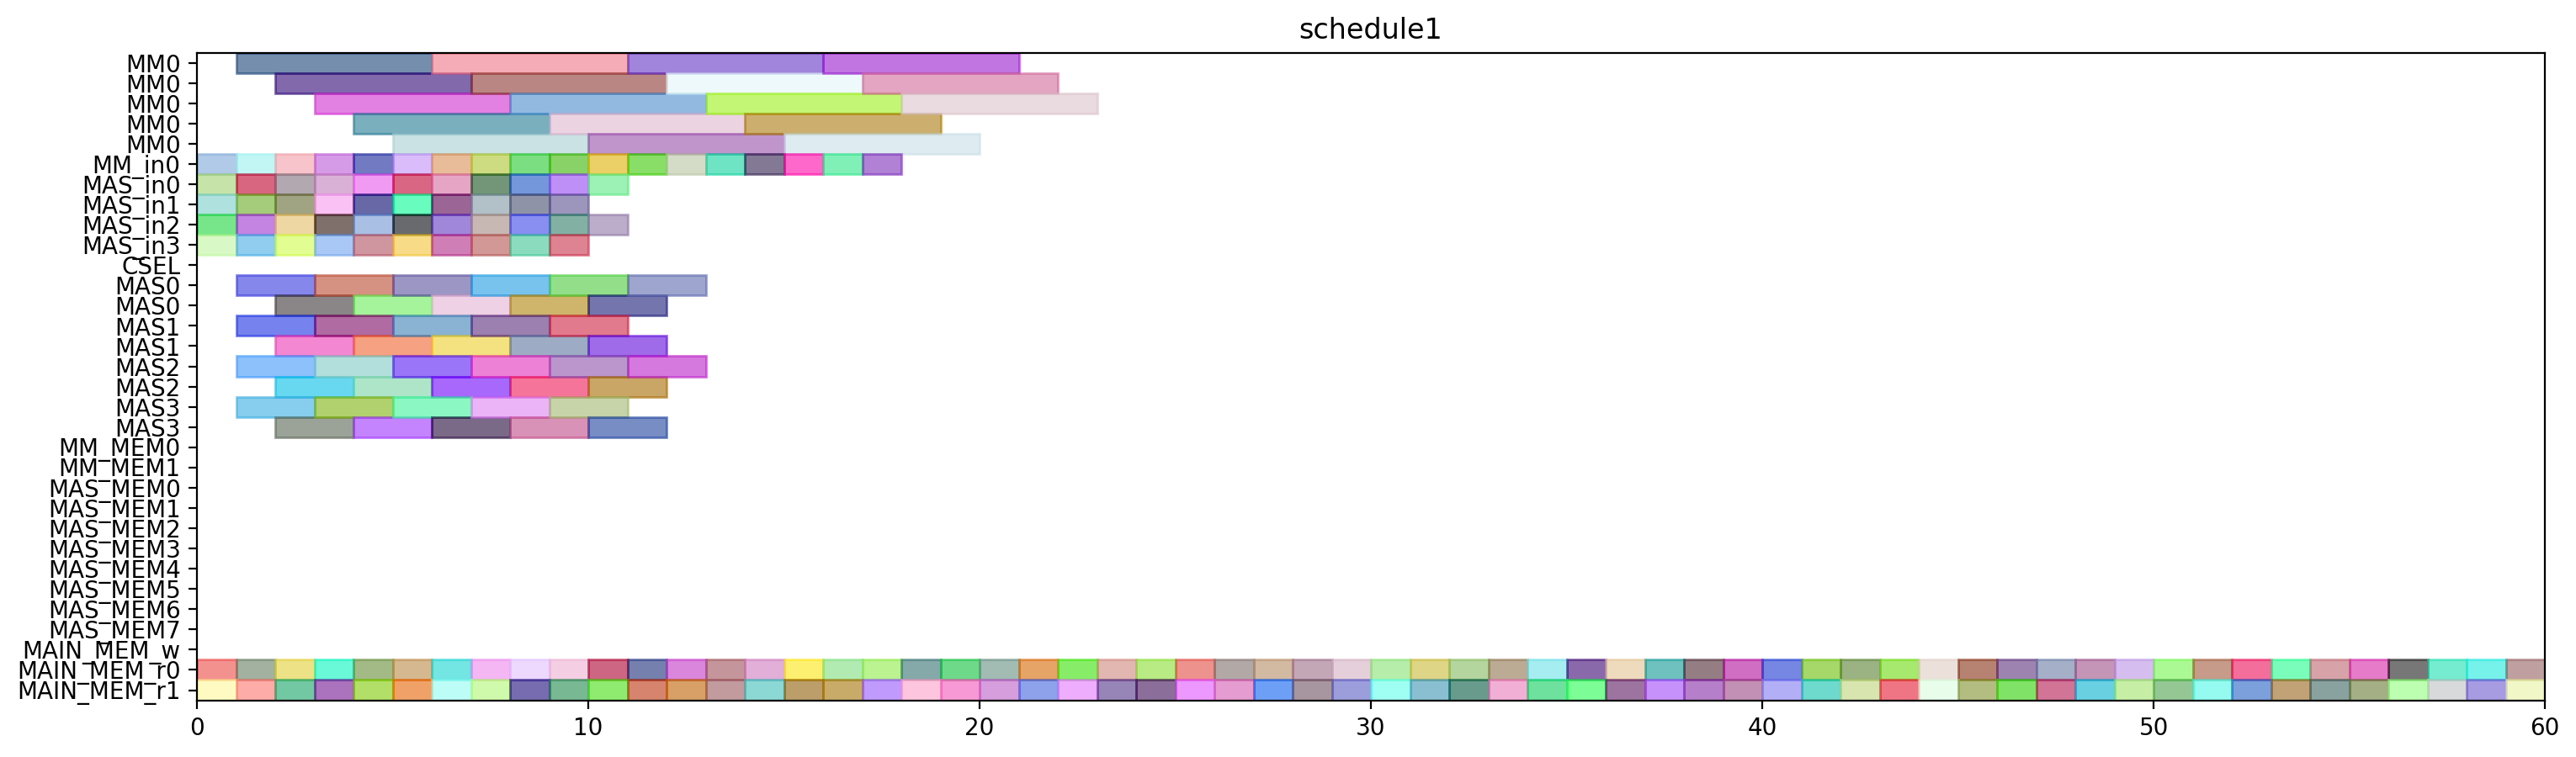 schedule1
MM0
MM0
MM0
MM0
MM0
MM_in0
MAS_in0
MAS_in1
MAS_in2
MAS_in3
CSEL
MAS0
MAS0
MAS1
MAS1
MAS2
MAS2
MAS3
MAS3
MM_MEM0
MM_MEM1
MAS_MEM0
MAS_MEM1
MAS_MEM2
MAS_MEM3
MAS_MEM4
MAS_MEM5
MAS_MEM6
MAS_MEM7
MAIN_MEM_w
MAIN_MEM_r0
MAIN_MEM_r1
0 10 20 30 40 50 60